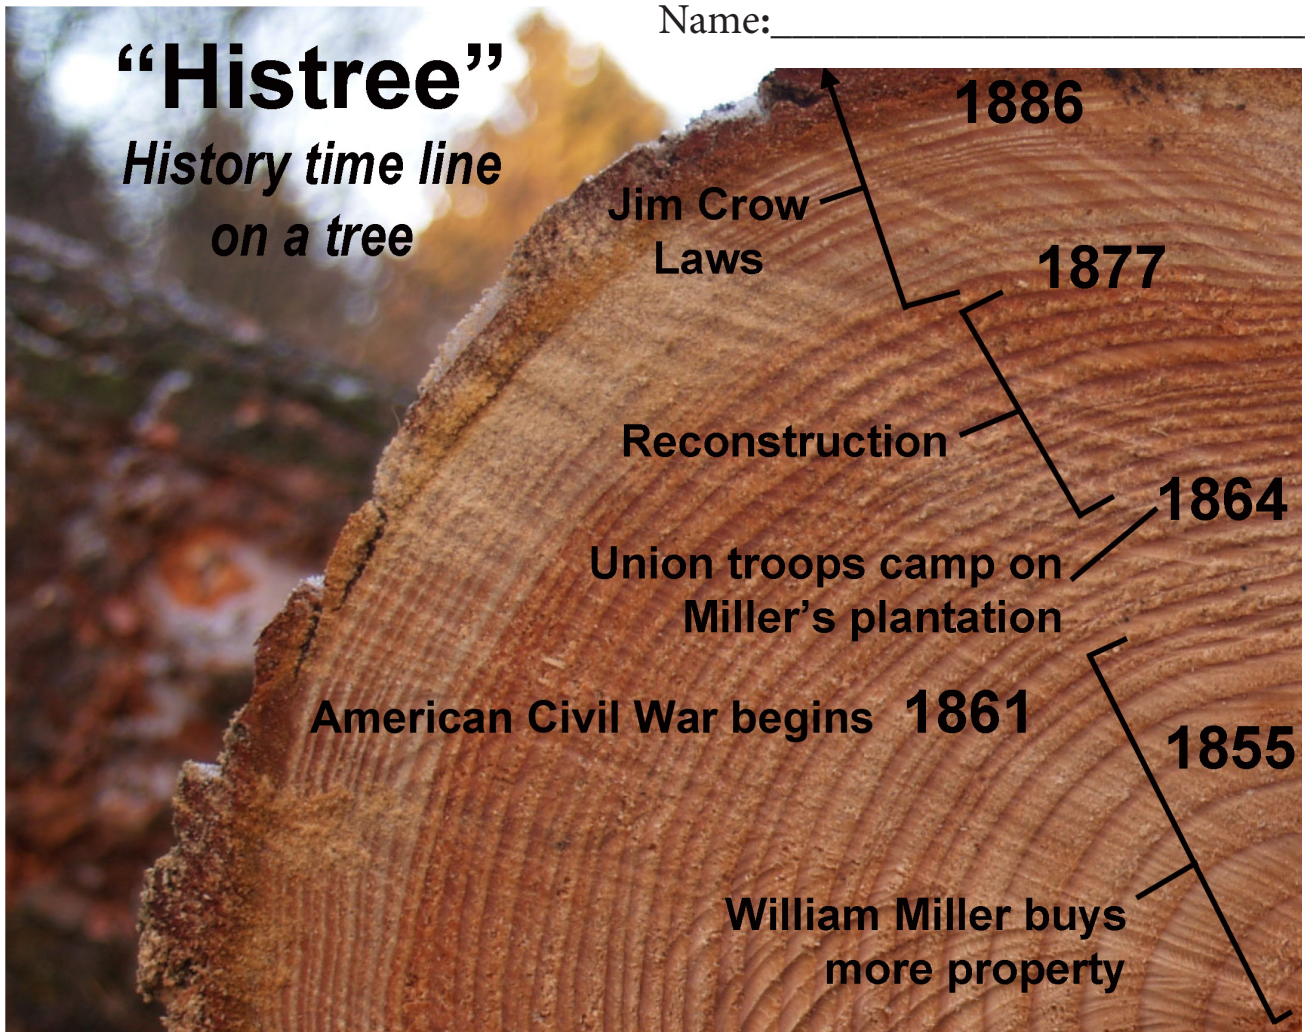 Name:______________________________
“Histree”
History time line
on a tree
1886
Jim Crow
Laws
1877
Reconstruction
1864
Union troops camp on
Miller’s plantation
American Civil War begins 1861
1855
William Miller buys
more property